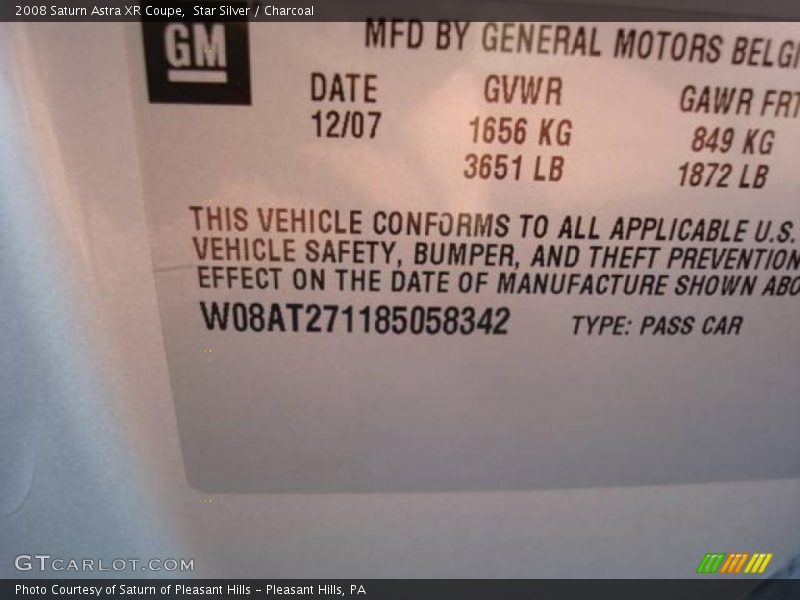 2008 Saturn Astra XR Coupe, Star Silver / Charcoal
GM
MFD BY GENERAL MOTORS
DATE GVWR GAWR FRT
12/07 1656 KG 849 KG
3651 LB 1872 LB
THIS VEHICLE CONFORMS TO ALL APPLICABLE U.S.
VEHICLE SAFETY, BUMPER, AND THEFT PREVENTION
EFFECT ON THE DATE OF MANUFACTURE SHOWN
W08AT271185058342 TYPE: PASS CAR
GTCARLOT.COM
Photo Courtesy of Saturn of Pleasant Hills - Pleasant Hills, PA